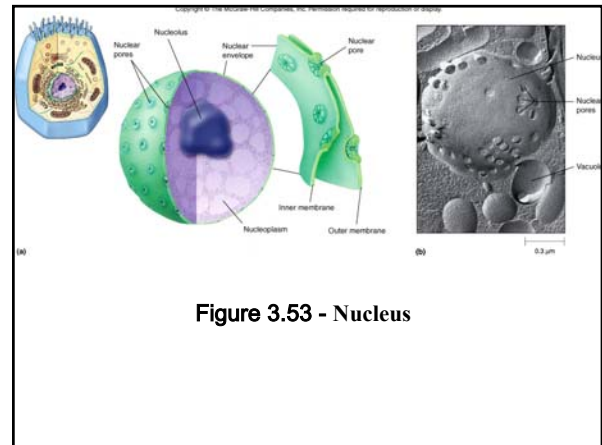 Copyright © The McGraw-Hill Companies, Inc. Permission required for reproduction or display.
Nucleolus
Nuclear
pores
Nuclear
envelope
Nuclear
pore
Inner membrane
Nucleoplasm
Outer membrane
(a)
Nucleus
Nuclear
pores
Vacuole
(b)
0.3 µm
Figure 3.53 - Nucleus